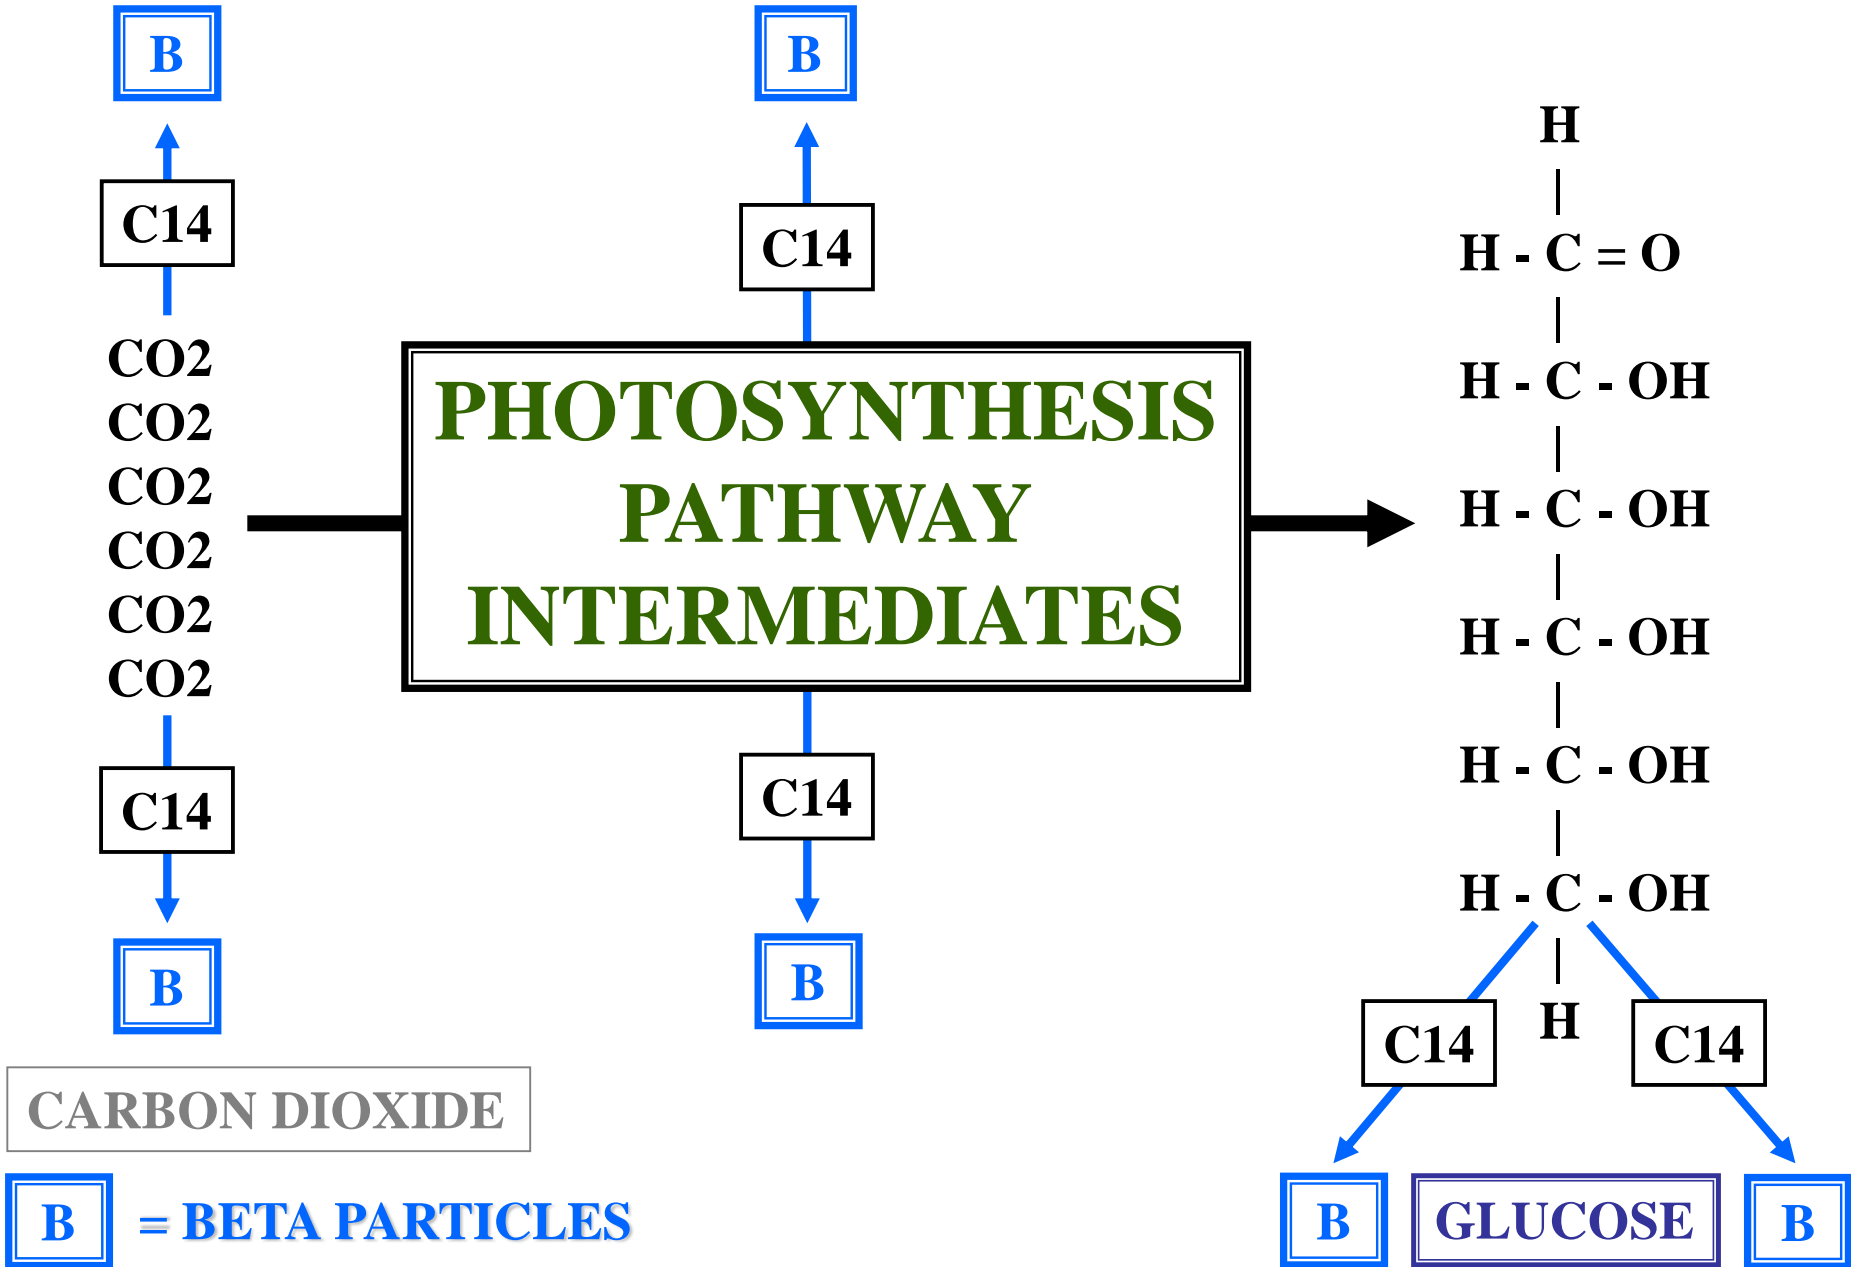 B
C14
CO2
CO2
CO2
CO2
CO2
CO2
C14
B
CARBON DIOXIDE
B = BETA PARTICLES
B
C14
PHOTOSYNTHESIS
PATHWAY
INTERMEDIATES
C14
B
H
H - C = O
H - C - OH
H - C - OH
H - C - OH
H - C - OH
H - C - OH
H
C14
C14
B
GLUCOSE
B